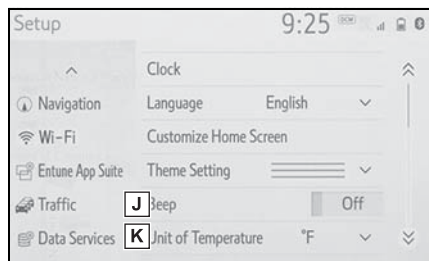 Setup 9:25 DCM
Clock
Navigation Language English
Wi-Fi Customize Home Screen
Entune App Suite Theme Setting
Traffic J Beep Off
Data Services K Unit of Temperature °F